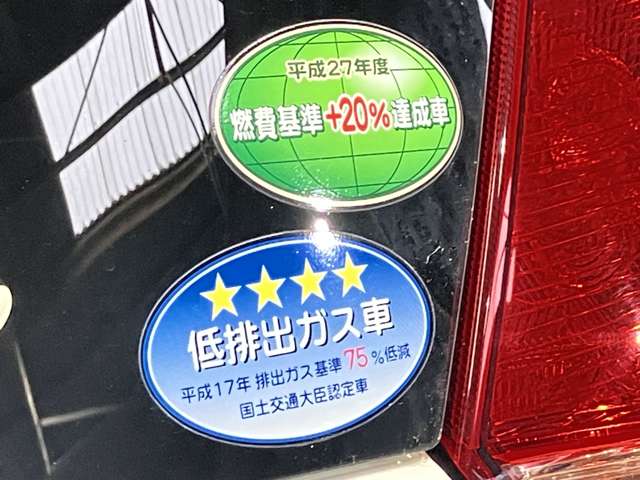 平成27年度
燃費基準+20%達成車
★★★★
低排出ガス車
平成17年 排出ガス基準 75%低減
国土交通大臣認定車